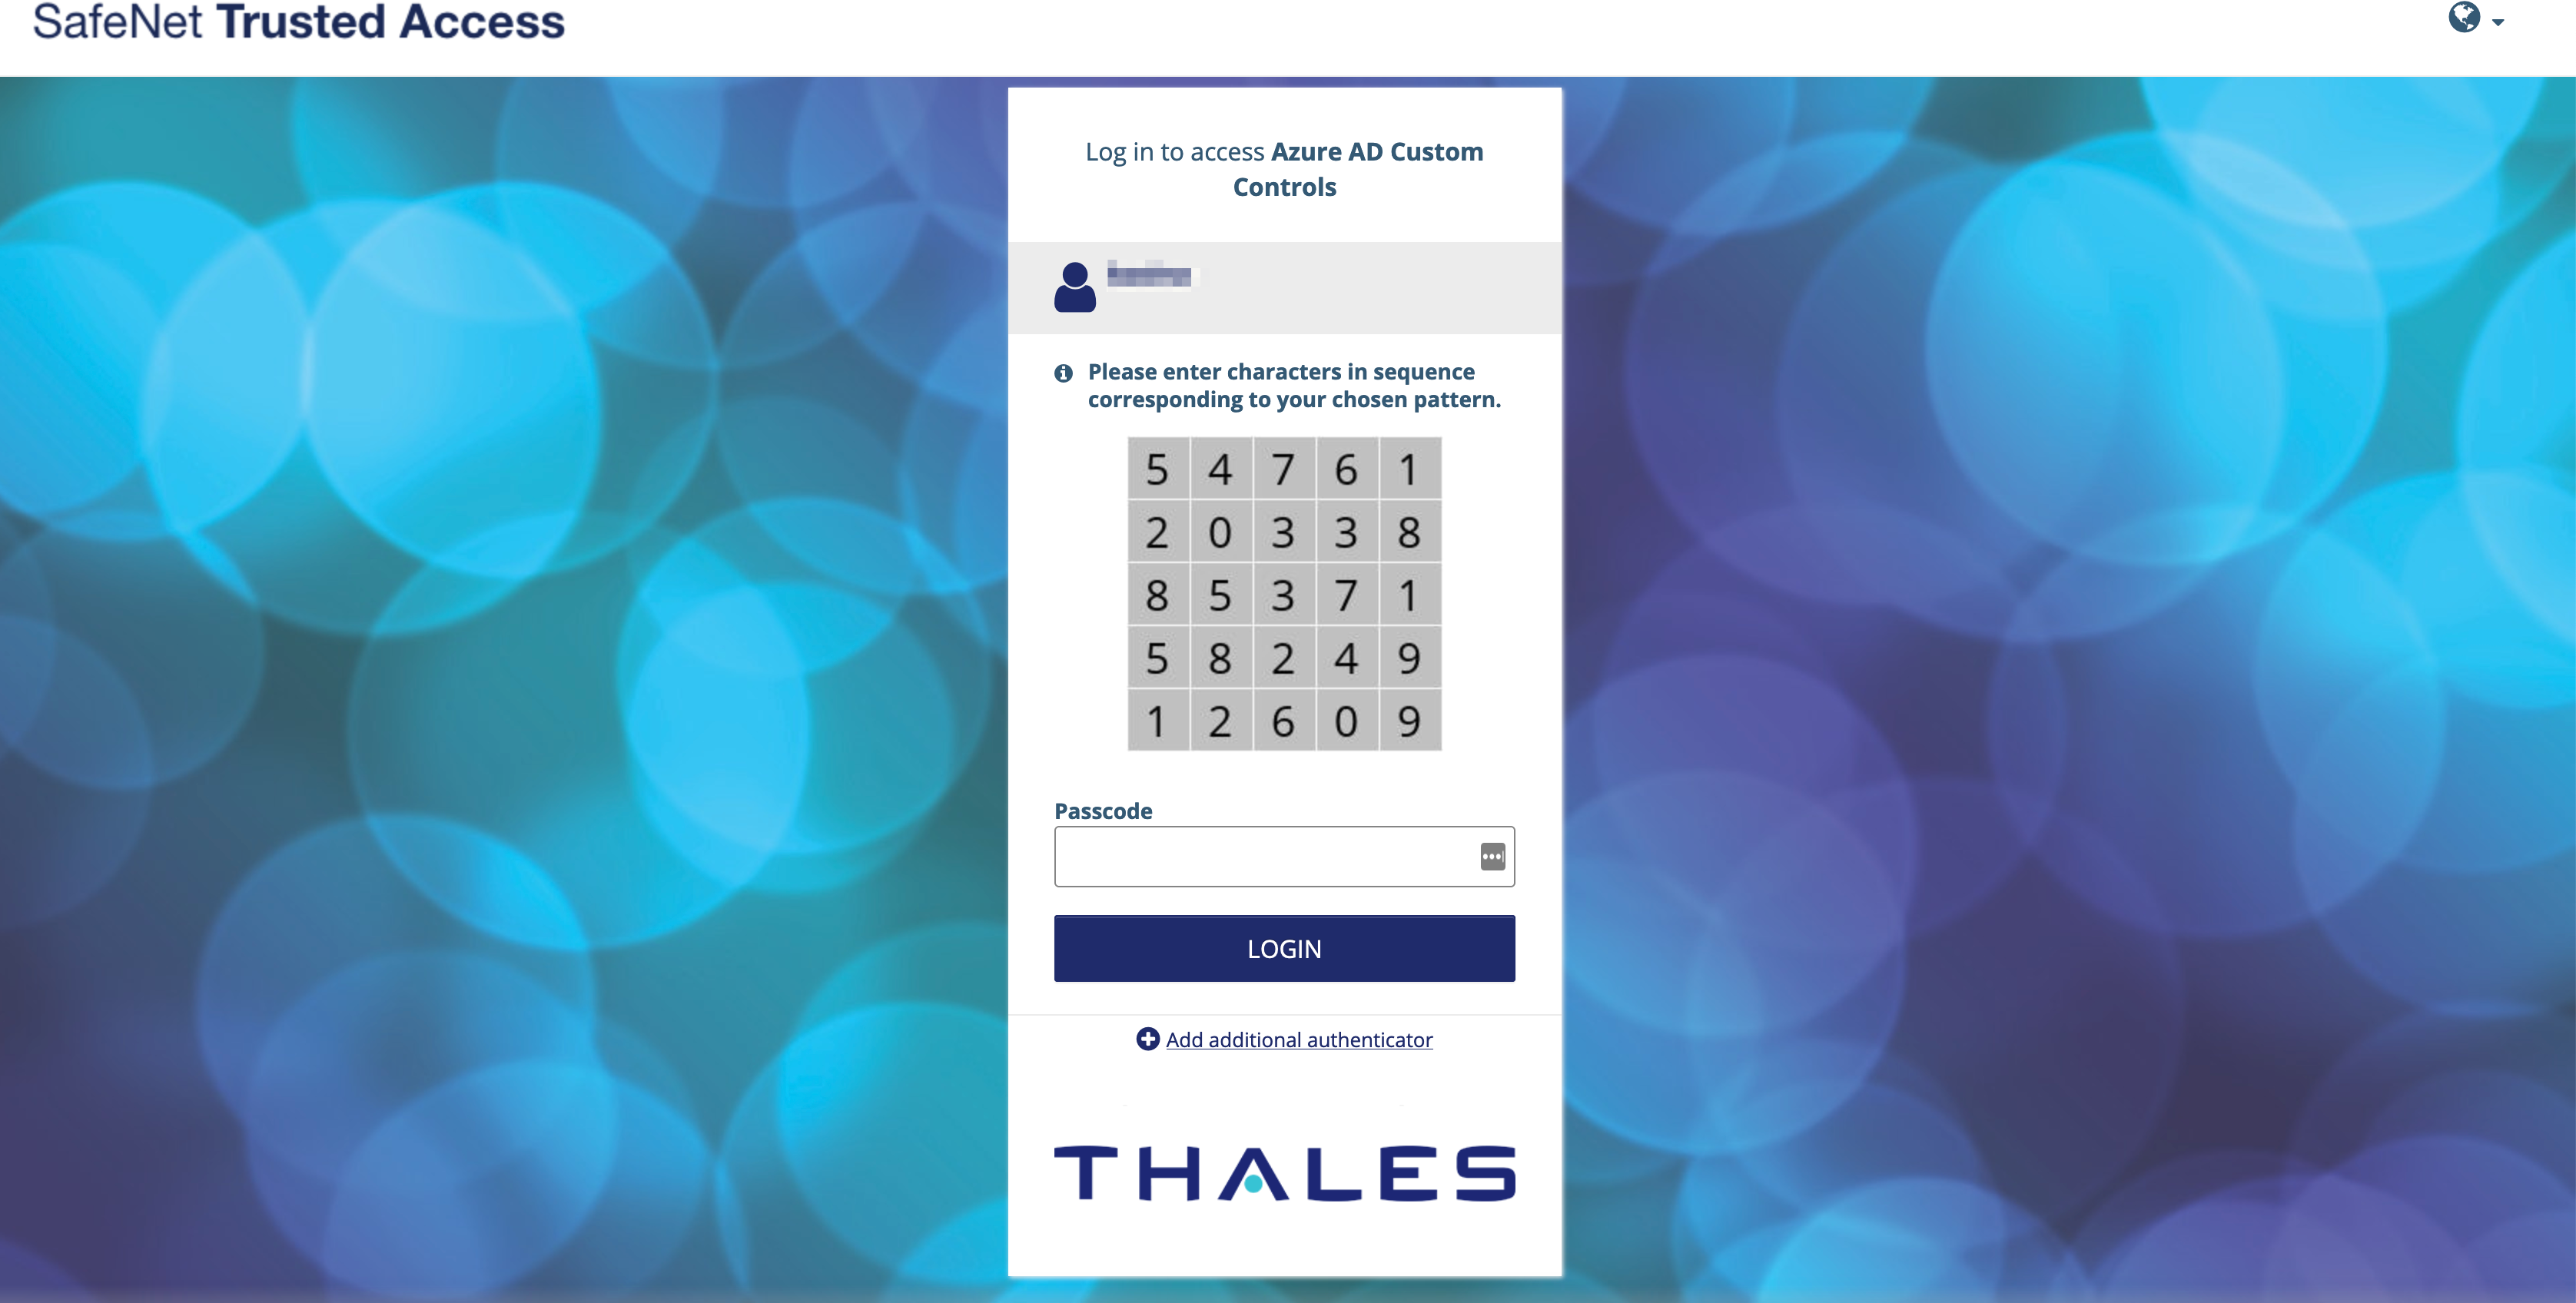 SafeNet Trusted Access
Log in to access Azure AD Custom
Controls
Please enter characters in sequence
corresponding to your chosen pattern.
5 4 7 6 1
2 0 3 3 8
8 5 3 7 1
5 8 2 4 9
1 2 6 0 9
Passcode
LOGIN
Add additional authenticator
THALES